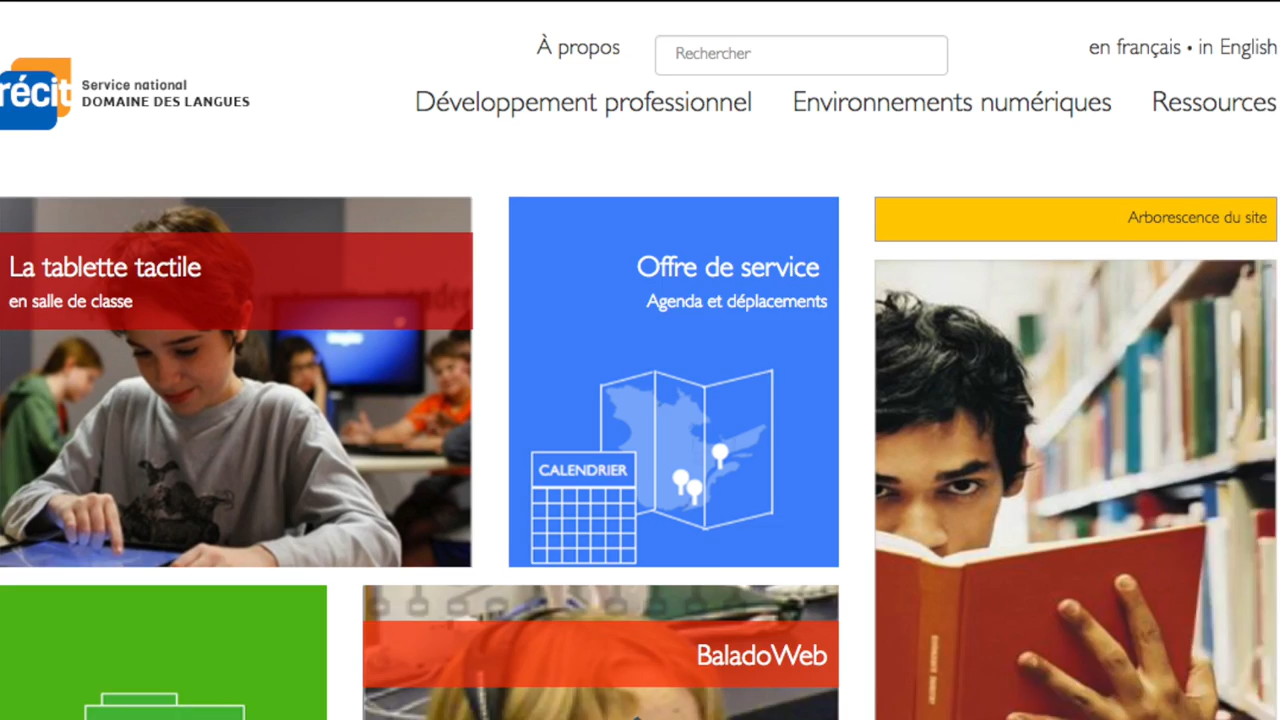 À propos
Rechercher
en français • in English
récit
Service national
DOMAINE DES LANGUES
Développement professionnel
Environnements numériques
Ressources
La tablette tactile
en salle de classe
Offre de service
Agenda et déplacements
CALENDRIER
Arborescence du site
BaladoWeb